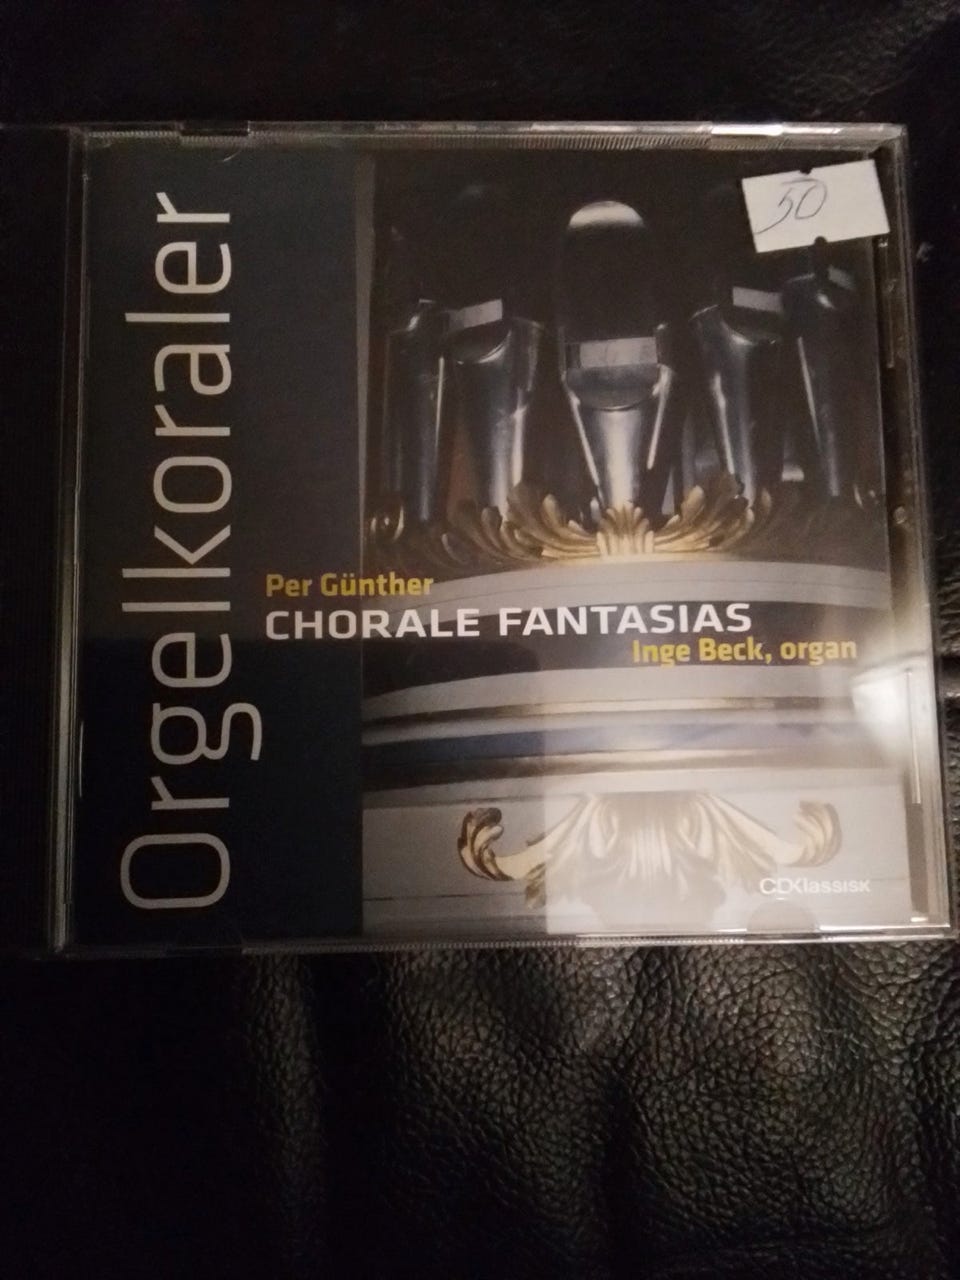 Orgelkoraler
50
Per Günther
CHORALE FANTASIAS
Inge Beck, organ
CDKlassisk